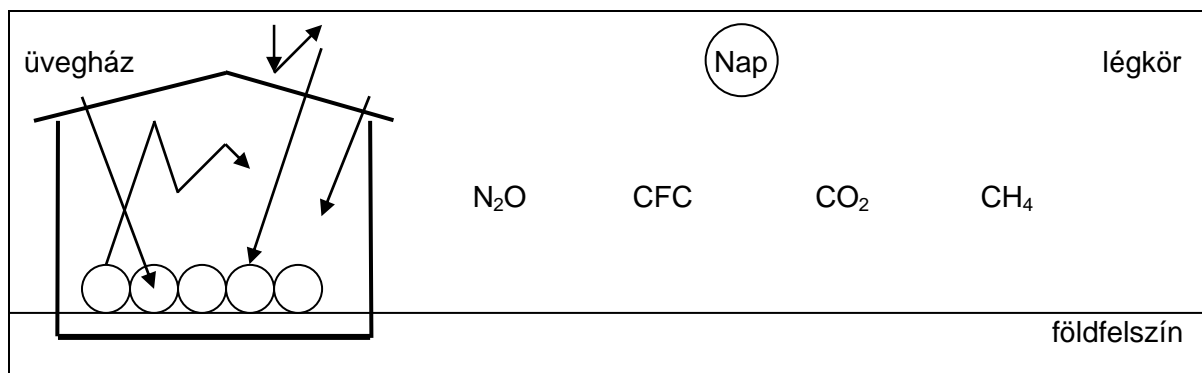 üvegház
Nap
légkör
N₂O CFC CO₂ CH₄
földfelszín